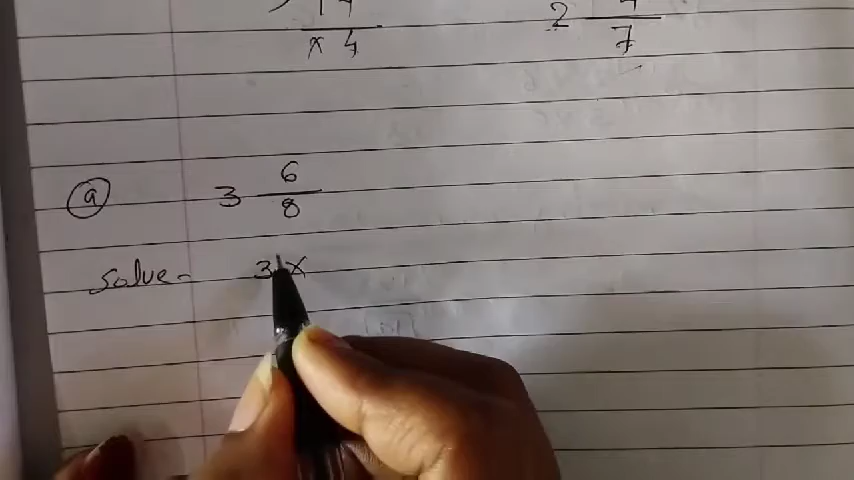 2 7
x 4
ⓐ 3 6/8
Solve = 3 x